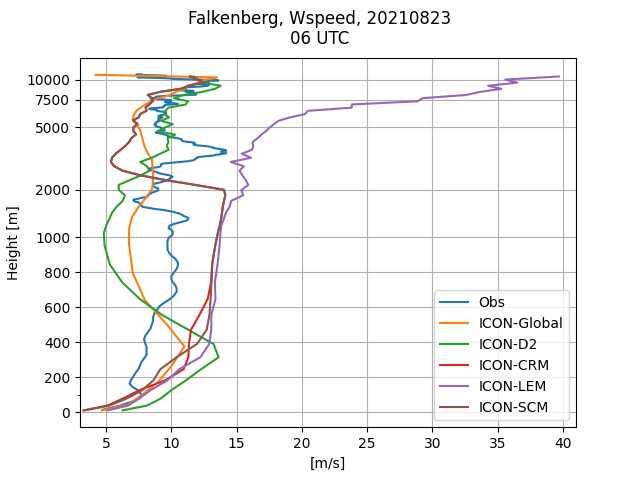 Falkenberg, Wspeed, 20210823
06 UTC
Height [m]
10000
7500
5000
2000
1000
800
600
400
200
0
Obs
ICON-Global
ICON-D2
ICON-CRM
ICON-LEM
ICON-SCM
5 10 15 20 25 30 35 40
[m/s]